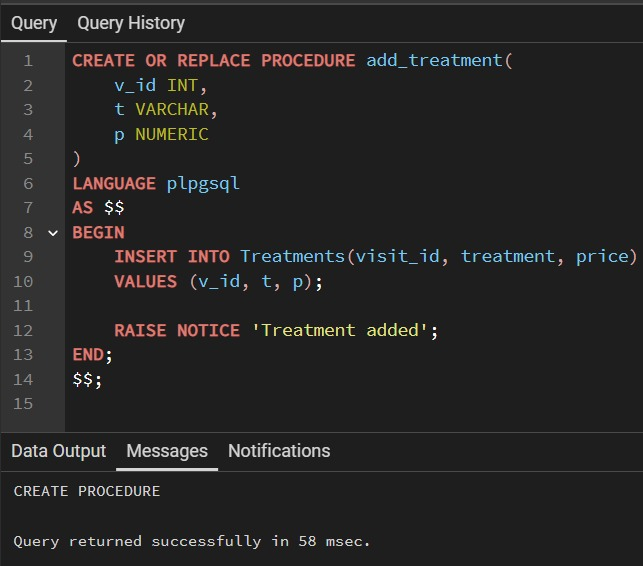 Query Query History
1 CREATE OR REPLACE PROCEDURE add_treatment(
2 v_id INT,
3 t VARCHAR,
4 p NUMERIC
5 )
6 LANGUAGE plpgsql
7 AS $$
8 BEGIN
9 INSERT INTO Treatments(visit_id, treatment, price)
10 VALUES (v_id, t, p);
11
12 RAISE NOTICE 'Treatment added';
13 END;
14 $$;
15
Data Output Messages Notifications
CREATE PROCEDURE
Query returned successfully in 58 msec.